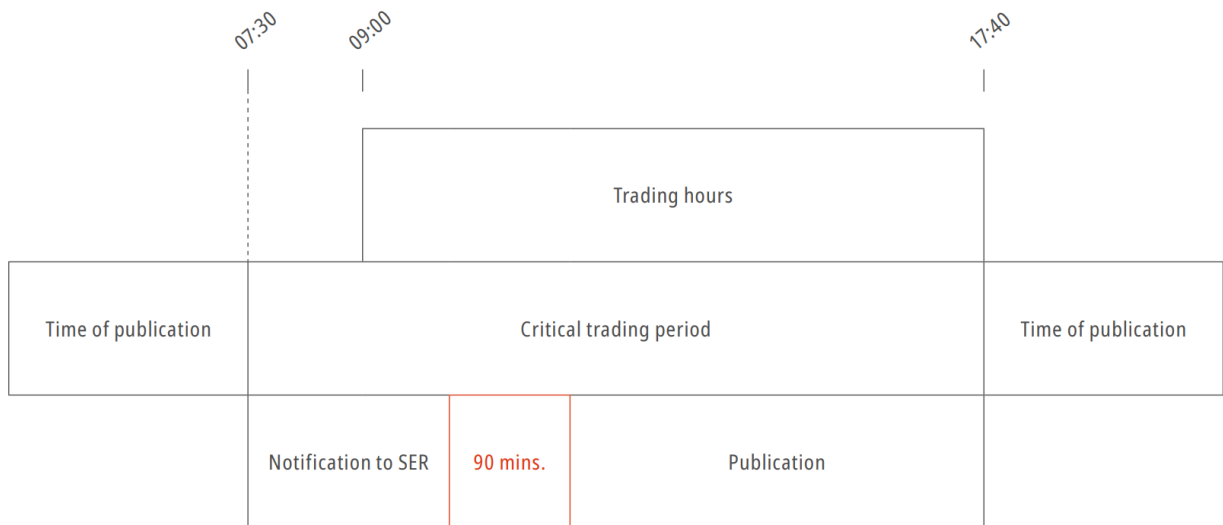 07:30
09:00
17:40
Trading hours
Time of publication
Critical trading period
Time of publication
Notification to SER
90 mins.
Publication